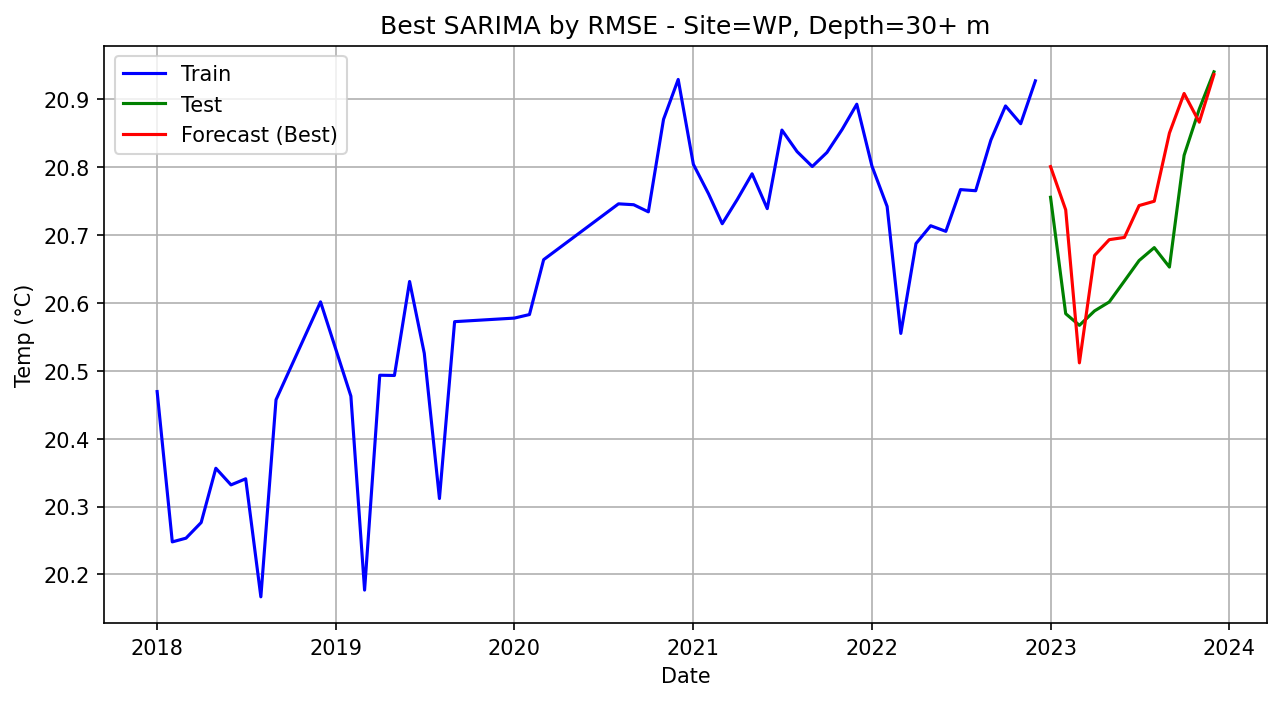 Best SARIMA by RMSE - Site=WP, Depth=30+ m
Train
Test
Forecast (Best)
Temp (°C)
20.9
20.8
20.7
20.6
20.5
20.4
20.3
20.2
2018 2019 2020 2021 2022 2023 2024
Date